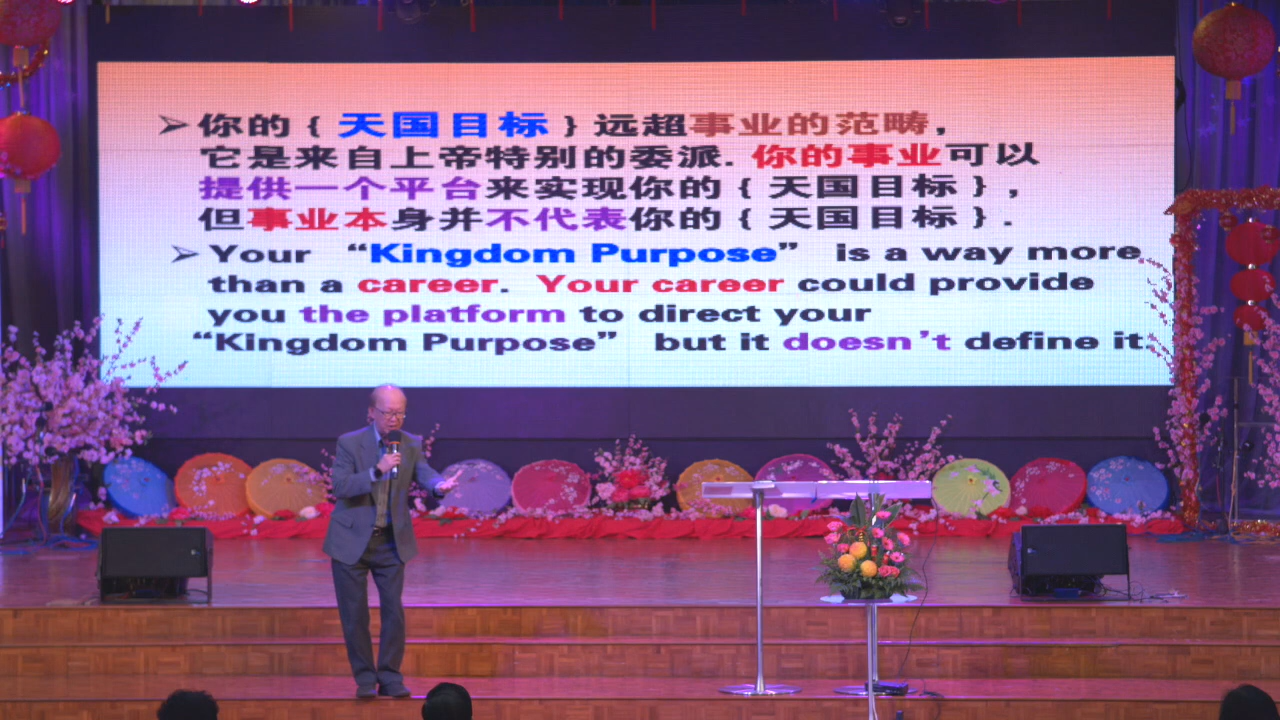 ➢ 你的 { 天国目标 } 远超事业的范畴,
它是来自上帝特别的委派. 你的事业可以
提供一个平台来实现你的 { 天国目标 } ,
但事业本身并不代表你的 { 天国目标 } .
➢ Your “Kingdom Purpose” is a way more
than a career. Your career could provide
you the platform to direct your
“Kingdom Purpose” but it doesn't define it.